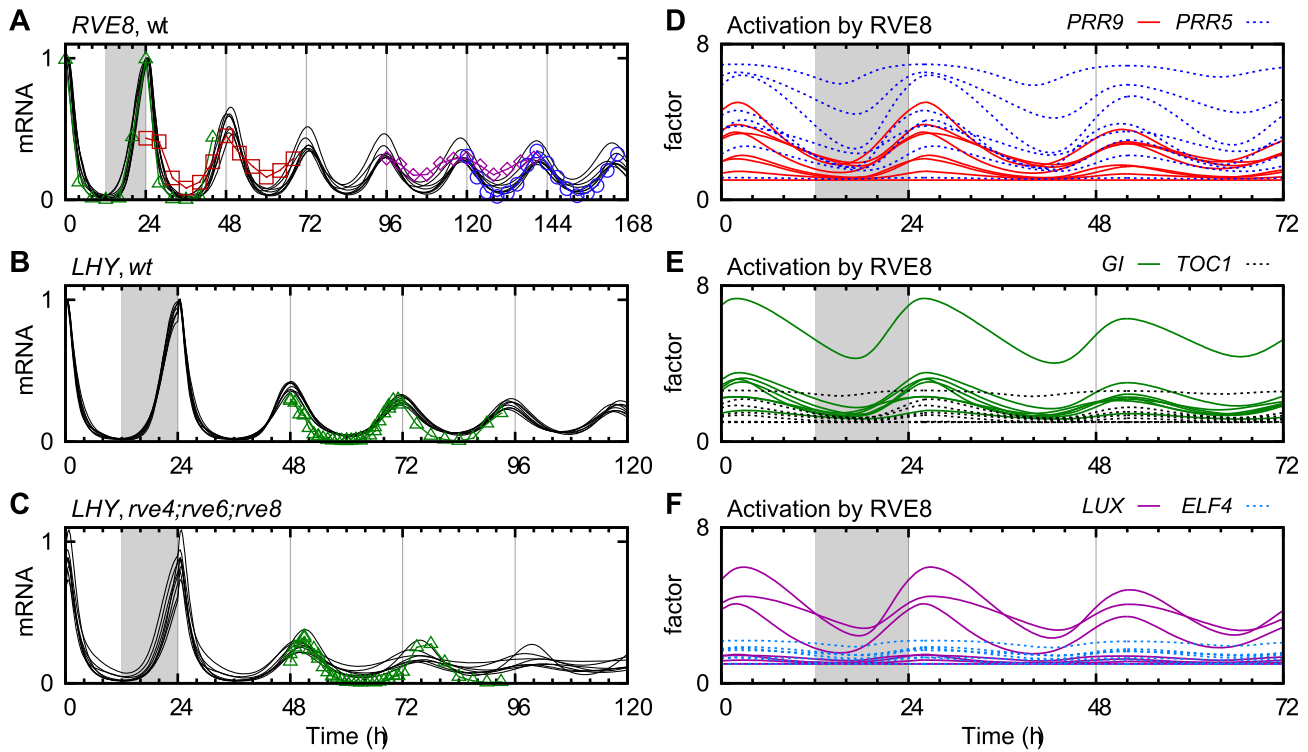 A RVE8, wt
mRNA
1
0
0 24 48 72 96 120 144 168
B LHY, wt
mRNA
1
0
0 24 48 72 96 120
C LHY, rve4;rve6;rve8
mRNA
1
0
0 24 48 72 96 120
Time (h)
D Activation by RVE8 PRR9 PRR5
factor
8
0
0 24 48 72
E Activation by RVE8 GI TOC1
factor
8
0
0 24 48 72
F Activation by RVE8 LUX ELF4
factor
8
0
0 24 48 72
Time (h)